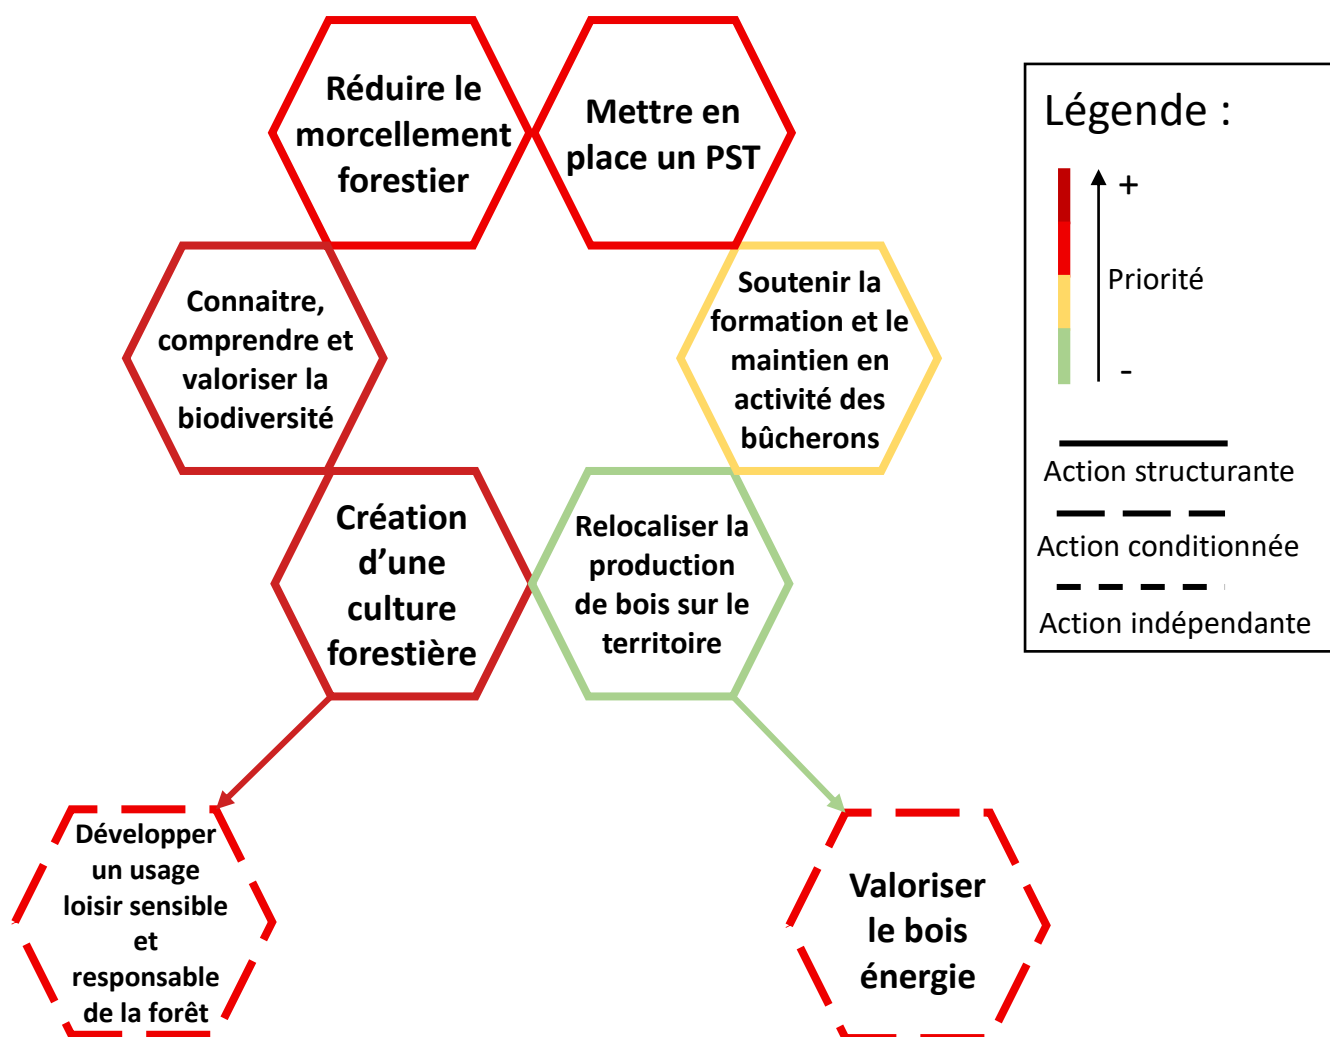 Réduire le
morcellement
forestier
Mettre en
place un PST
Connaitre,
comprendre et
valoriser la
biodiversité
Soutenir la
formation et le
maintien en
activité des
bûcherons
Création
d’une
culture
forestière
Relocaliser la
production
de bois sur le
territoire
Développer
un usage
loisir sensible
et
responsable
de la forêt
Valoriser
le bois
énergie
Légende :
+
Priorité
-
Action structurante
Action conditionnée
Action indépendante